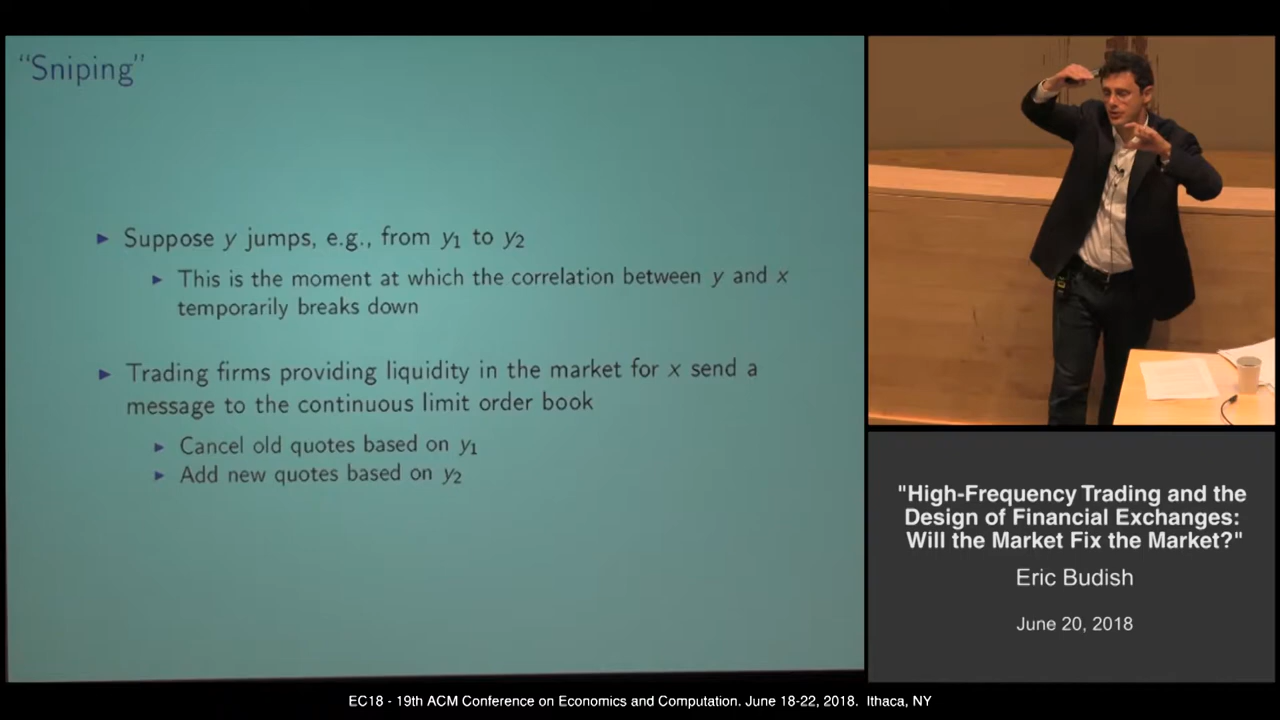 “Sniping”
► Suppose y jumps, e.g., from y₁ to y₂
► This is the moment at which the correlation between y and x
temporarily breaks down
► Trading firms providing liquidity in the market for x send a
message to the continuous limit order book
► Cancel old quotes based on y₁
► Add new quotes based on y₂
"High-Frequency Trading and the
Design of Financial Exchanges:
Will the Market Fix the Market?"
Eric Budish
June 20, 2018
EC18 - 19th ACM Conference on Economics and Computation. June 18-22, 2018. Ithaca, NY